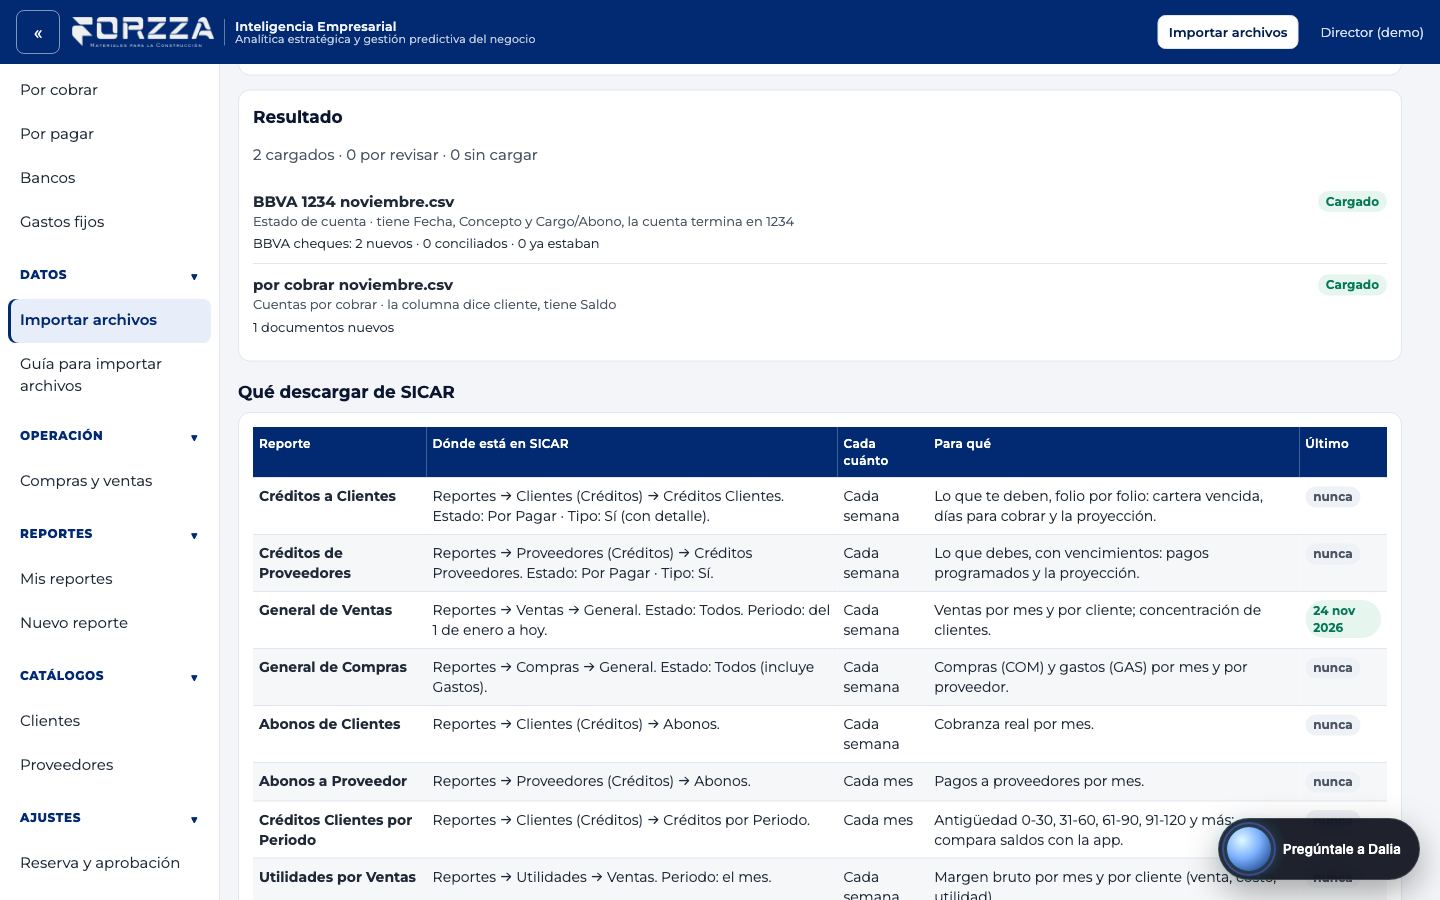 «
FORZZA
Materiales para la Construcción
Inteligencia Empresarial
Analítica estratégica y gestión predictiva del negocio
Importar archivos
Director (demo)
Por cobrar
Por pagar
Bancos
Gastos fijos
DATOS ▼
Importar archivos
Guía para importar
archivos
OPERACIÓN ▼
Compras y ventas
REPORTES ▼
Mis reportes
Nuevo reporte
CATÁLOGOS ▼
Clientes
Proveedores
AJUSTES ▼
Reserva y aprobación
Resultado
2 cargados · 0 por revisar · 0 sin cargar
BBVA 1234 noviembre.csv
Cargado
Estado de cuenta · tiene Fecha, Concepto y Cargo/Abono, la cuenta termina en 1234
BBVA cheques: 2 nuevos · 0 conciliados · 0 ya estaban
por cobrar noviembre.csv
Cargado
Cuentas por cobrar · la columna dice cliente, tiene Saldo
1 documentos nuevos
Qué descargar de SICAR
Reporte
Dónde está en SICAR
Cada
cuánto
Para qué
Último
Créditos a Clientes
Reportes → Clientes (Créditos) → Créditos Clientes.
Estado: Por Pagar · Tipo: Sí (con detalle).
Cada
semana
Lo que te deben, folio por folio: cartera vencida,
días para cobrar y la proyección.
nunca
Créditos de
Proveedores
Reportes → Proveedores (Créditos) → Créditos
Proveedores. Estado: Por Pagar · Tipo: Sí.
Cada
semana
Lo que debes, con vencimientos: pagos
programados y la proyección.
nunca
General de Ventas
Reportes → Ventas → General. Estado: Todos. Periodo: del
1 de enero a hoy.
Cada
semana
Ventas por mes y por cliente; concentración de
clientes.
24 nov
2026
General de Compras
Reportes → Compras → General. Estado: Todos (incluye
Gastos).
Cada
semana
Compras (COM) y gastos (GAS) por mes y por
proveedor.
nunca
Abonos de Clientes
Reportes → Clientes (Créditos) → Abonos.
Cada
semana
Cobranza real por mes.
nunca
Abonos a Proveedor
Reportes → Proveedores (Créditos) → Abonos.
Cada mes
Pagos a proveedores por mes.
nunca
Créditos Clientes por
Periodo
Reportes → Clientes (Créditos) → Créditos por Periodo.
Cada mes
Antigüedad 0-30, 31-60, 61-90, 91-120 y más;
compara saldos con la app.
Utilidades por Ventas
Reportes → Utilidades → Ventas. Periodo: el mes.
Cada
semana
Margen bruto por mes y por cliente (venta, costo,
utilidad).
nunca
Pregúntale a Dalia